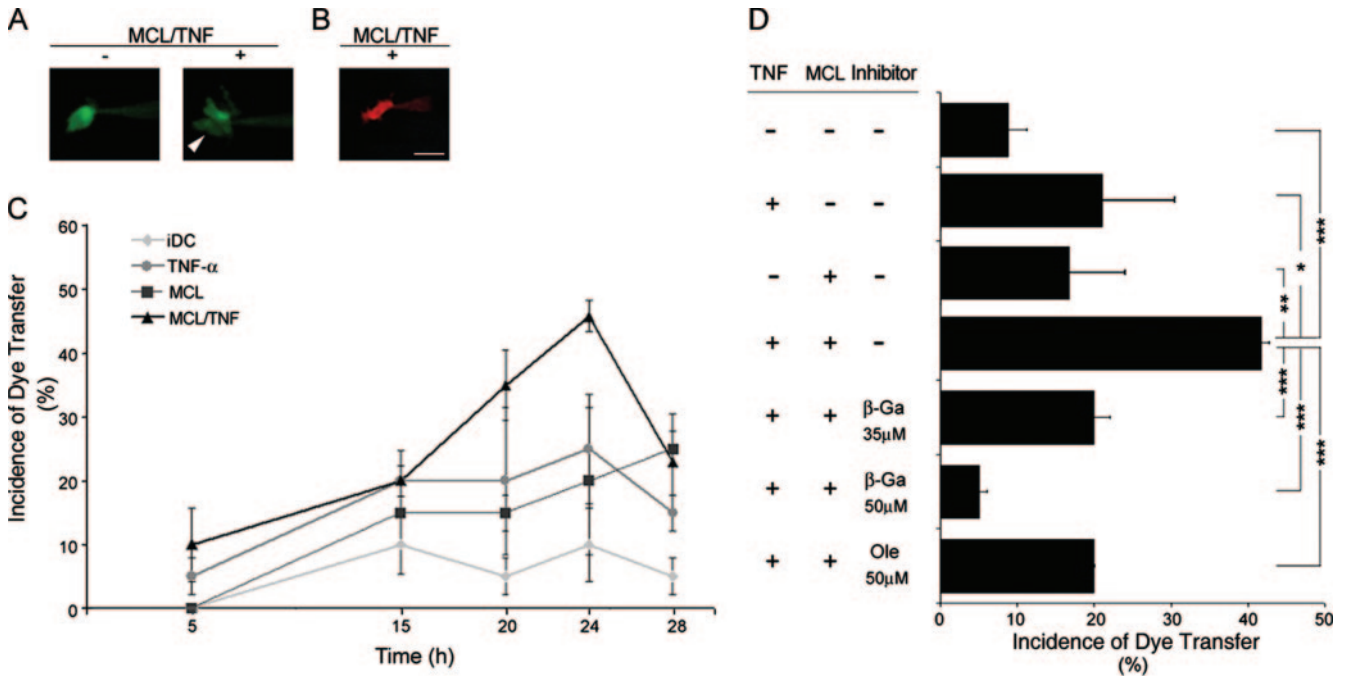 A
MCL/TNF
- +
B
MCL/TNF
+
C
Incidence of Dye Transfer
(%)
60
50
40
30
20
10
0
iDC
TNF-α
MCL
MCL/TNF
5 15 20 24 28
Time (h)
D
TNF MCL Inhibitor
- - -
+ - -
- + -
+ + -
+ + β-Ga
35μM
+ + β-Ga
50μM
+ + Ole
50μM
***
*
**
***
***
***
0 10 20 30 40 50
Incidence of Dye Transfer
(%)